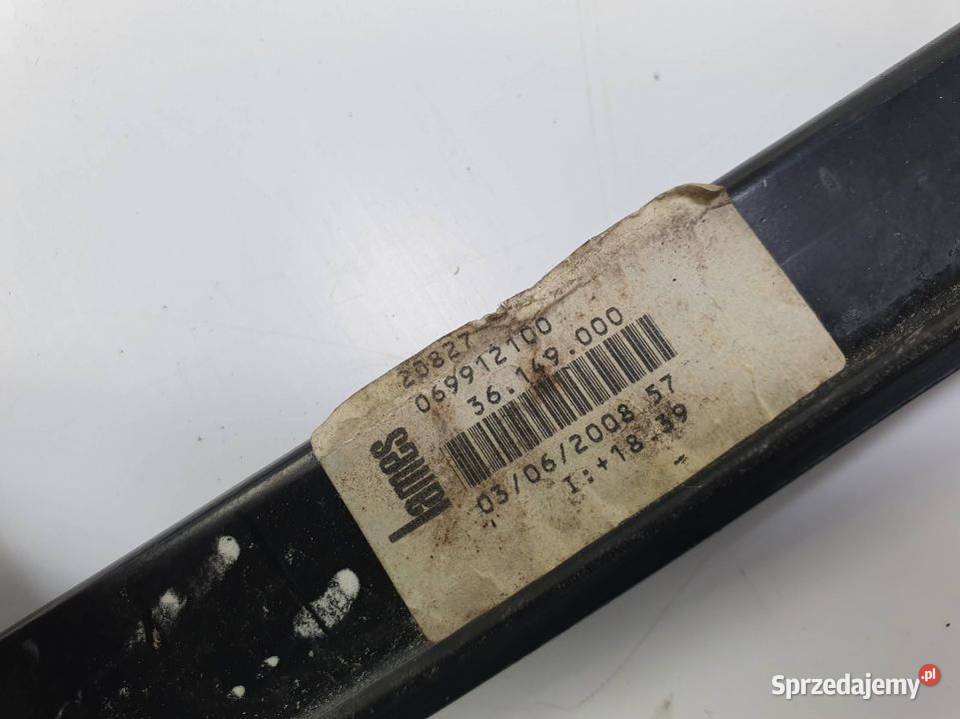 20827
069912100
36.149.000
Lames
03/06/2008 57
I:+18.39
Sprzedajemy.pl